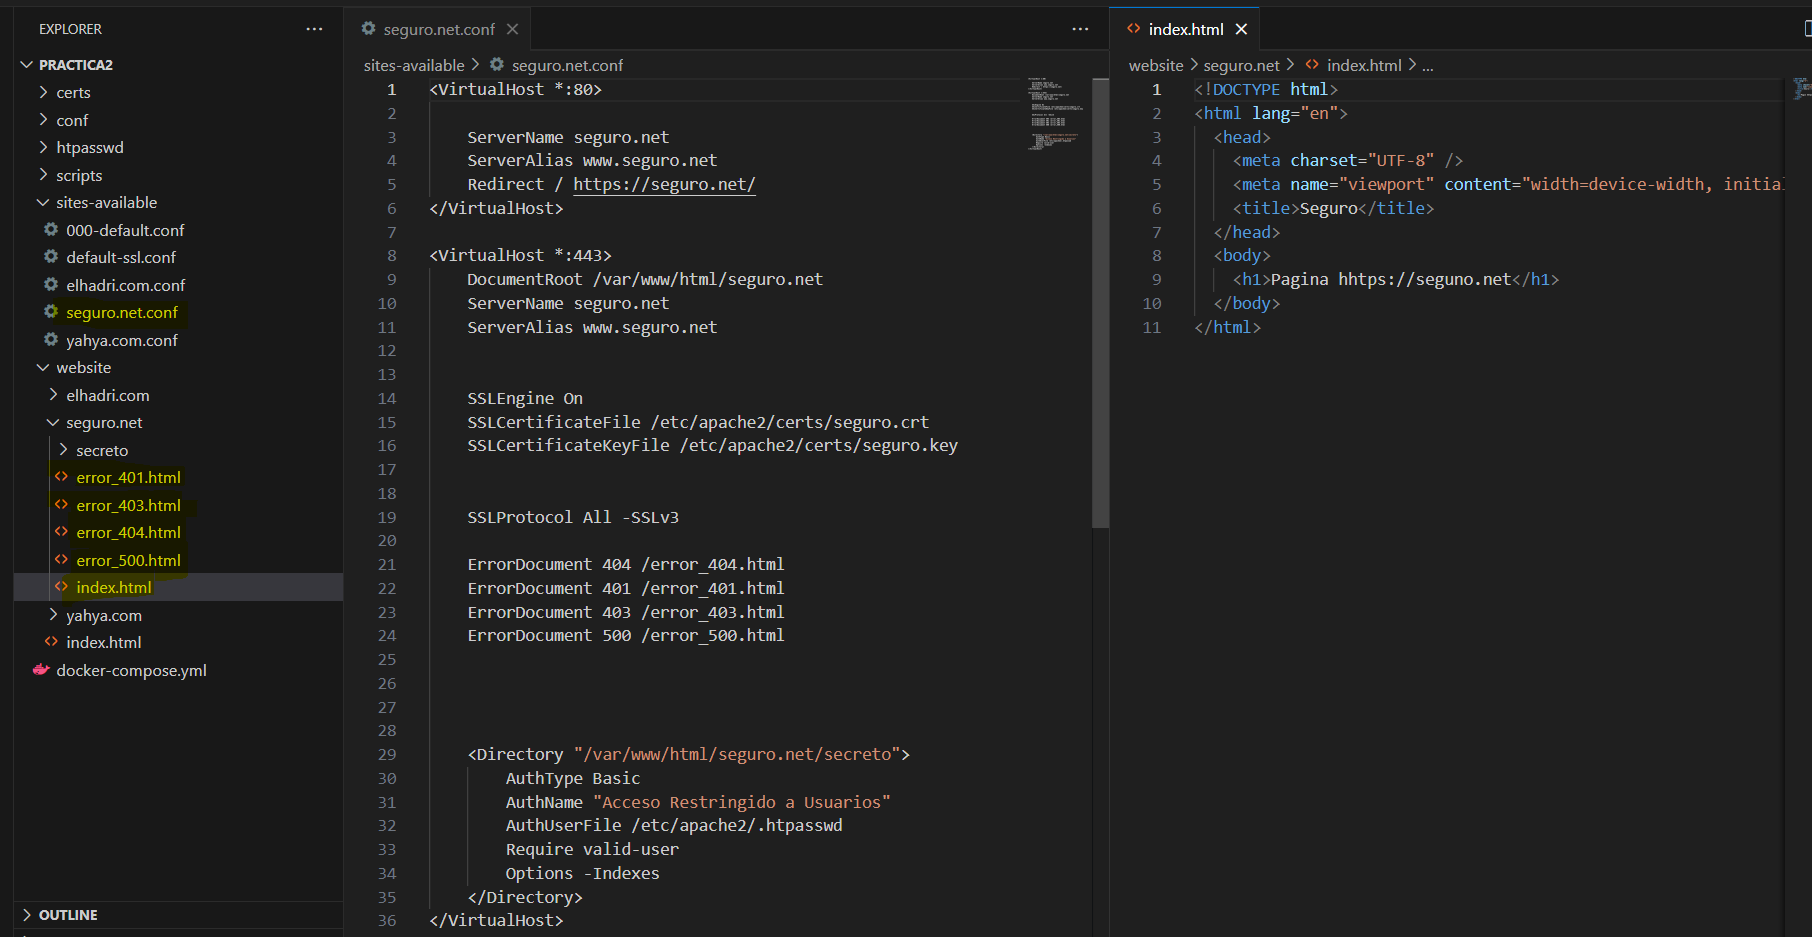 EXPLORER
PRACTICA2
certs
conf
htpasswd
scripts
sites-available
000-default.conf
default-ssl.conf
elhadri.com.conf
seguro.net.conf
yahya.com.conf
website
elhadri.com
seguro.net
secreto
error_401.html
error_403.html
error_404.html
error_500.html
index.html
yahya.com
index.html
docker-compose.yml
OUTLINE
seguro.net.conf
sites-available > seguro.net.conf
1 <VirtualHost *:80>
2
3 ServerName seguro.net
4 ServerAlias www.seguro.net
5 Redirect / https://seguro.net/
6 </VirtualHost>
7
8 <VirtualHost *:443>
9 DocumentRoot /var/www/html/seguro.net
10 ServerName seguro.net
11 ServerAlias www.seguro.net
12
13
14 SSLEngine On
15 SSLCertificateFile /etc/apache2/certs/seguro.crt
16 SSLCertificateKeyFile /etc/apache2/certs/seguro.key
17
18
19 SSLProtocol All -SSLv3
20
21 ErrorDocument 404 /error_404.html
22 ErrorDocument 401 /error_401.html
23 ErrorDocument 403 /error_403.html
24 ErrorDocument 500 /error_500.html
25
26
27
28
29 <Directory "/var/www/html/seguro.net/secreto">
30 AuthType Basic
31 AuthName "Acceso Restringido a Usuarios"
32 AuthUserFile /etc/apache2/.htpasswd
33 Require valid-user
34 Options -Indexes
35 </Directory>
36 </VirtualHost>
index.html
website > seguro.net > index.html > ...
1 <!DOCTYPE html>
2 <html lang="en">
3 <head>
4 <meta charset="UTF-8" />
5 <meta name="viewport" content="width=device-width, initial
6 <title>Seguro</title>
7 </head>
8 <body>
9 <h1>Pagina hhtps://seguno.net</h1>
10 </body>
11 </html>